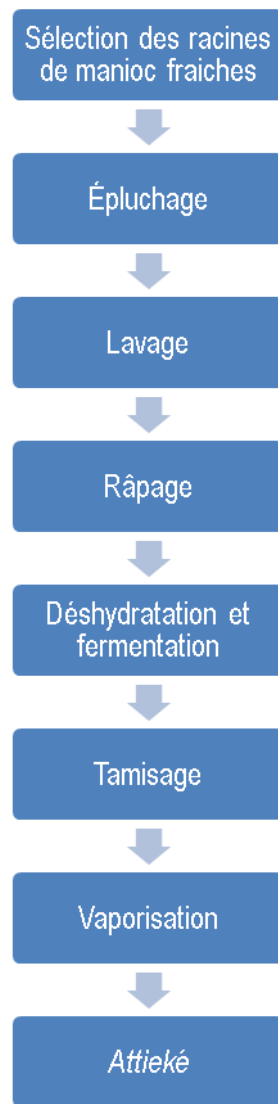 Sélection des racines
de manioc fraiches
Épluchage
Lavage
Râpage
Déshydratation et
fermentation
Tamisage
Vaporisation
Attieké